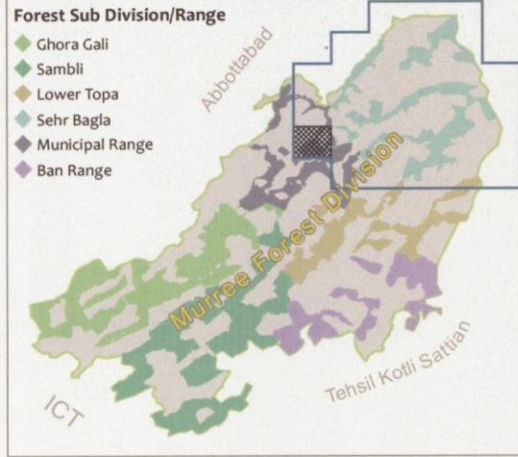 Forest Sub Division/Range
Ghora Gali
Sambli
Lower Topa
Sehr Bagla
Municipal Range
Ban Range
Abbottabad
Murree Forest Division
Tehsil Kotli Sattian
ICT